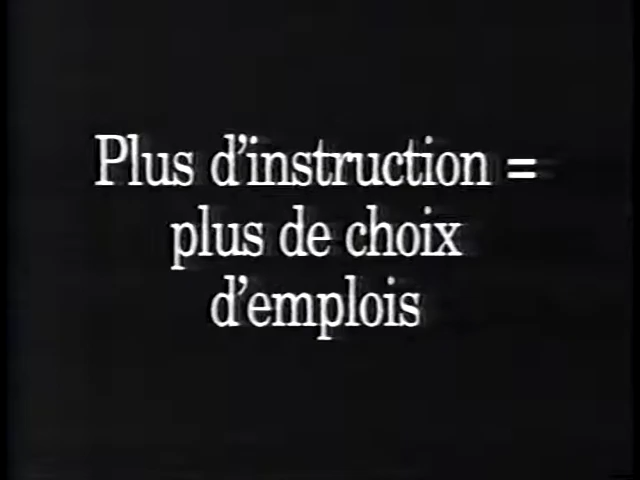 Plus d'instruction =
plus de choix
d'emplois